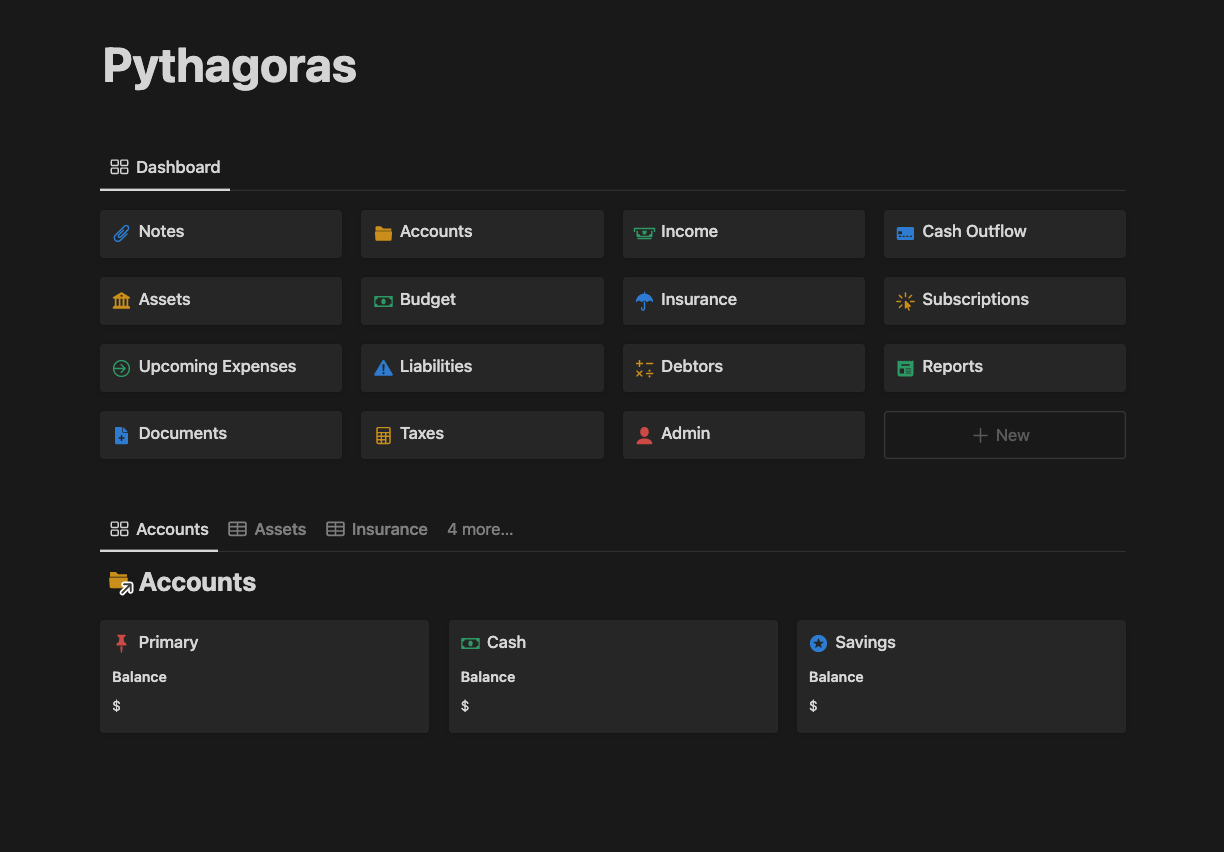 Pythagoras
Dashboard
Notes
Accounts
Income
Cash Outflow
Assets
Budget
Insurance
Subscriptions
Upcoming Expenses
Liabilities
Debtors
Reports
Documents
Taxes
Admin
+ New
Accounts
Assets
Insurance
4 more...
Accounts
Primary
Balance
$
Cash
Balance
$
Savings
Balance
$